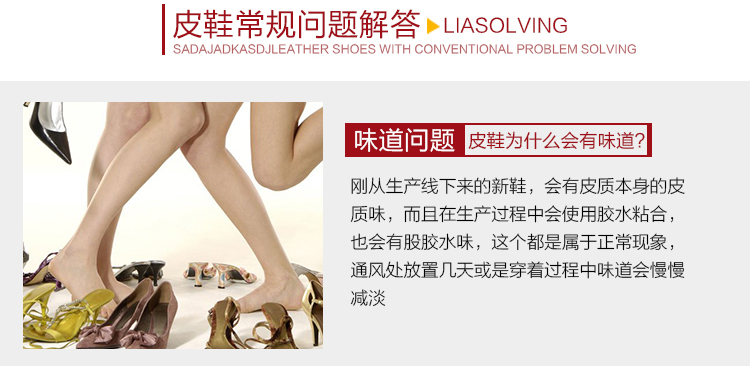 皮鞋常规问题解答 LIASOLVING
SADAJADKASDJLEATHER SHOES WITH CONVENTIONAL PROBLEM SOLVING
味道问题 皮鞋为什么会有味道?
刚从生产线下来的新鞋，会有皮质本身的皮
质味，而且在生产过程中会使用胶水粘合，
也会有股胶水味，这个都是属于正常现象，
通风处放置几天或是穿着过程中味道会慢慢
减淡